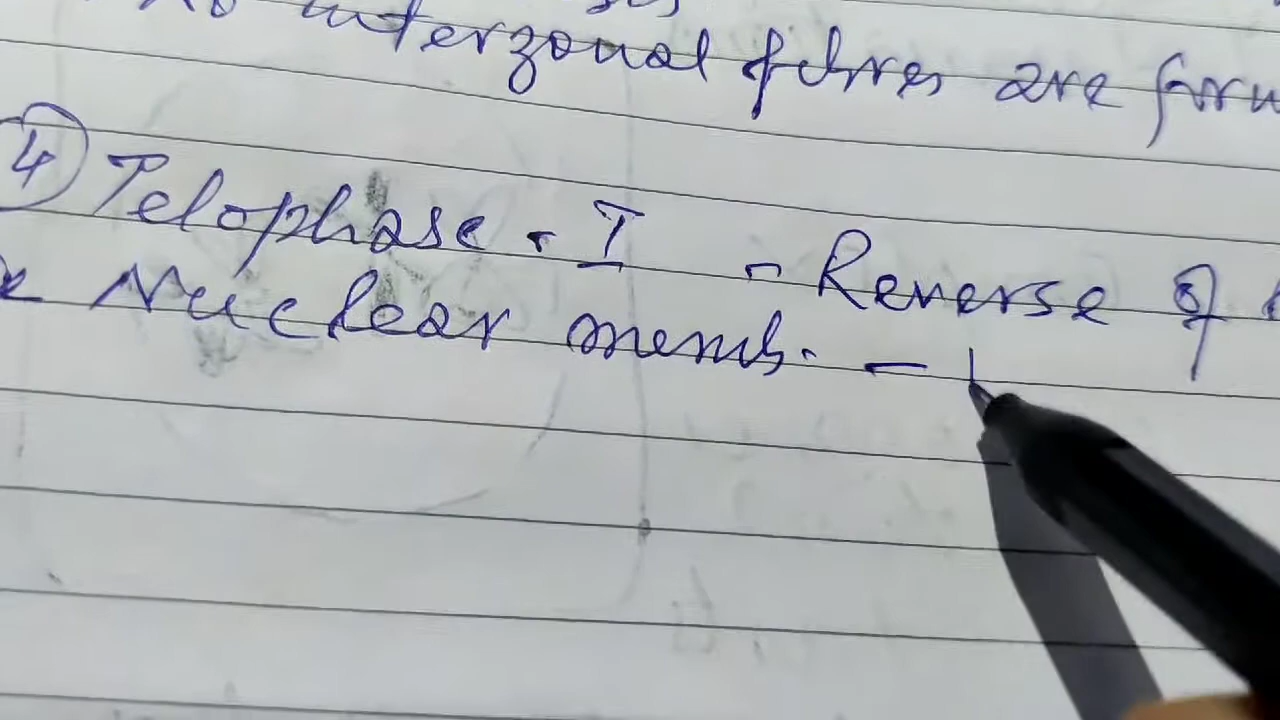 interzonal fibres are form
④ Telophase - I - Reverse of
Nuclear memb. -